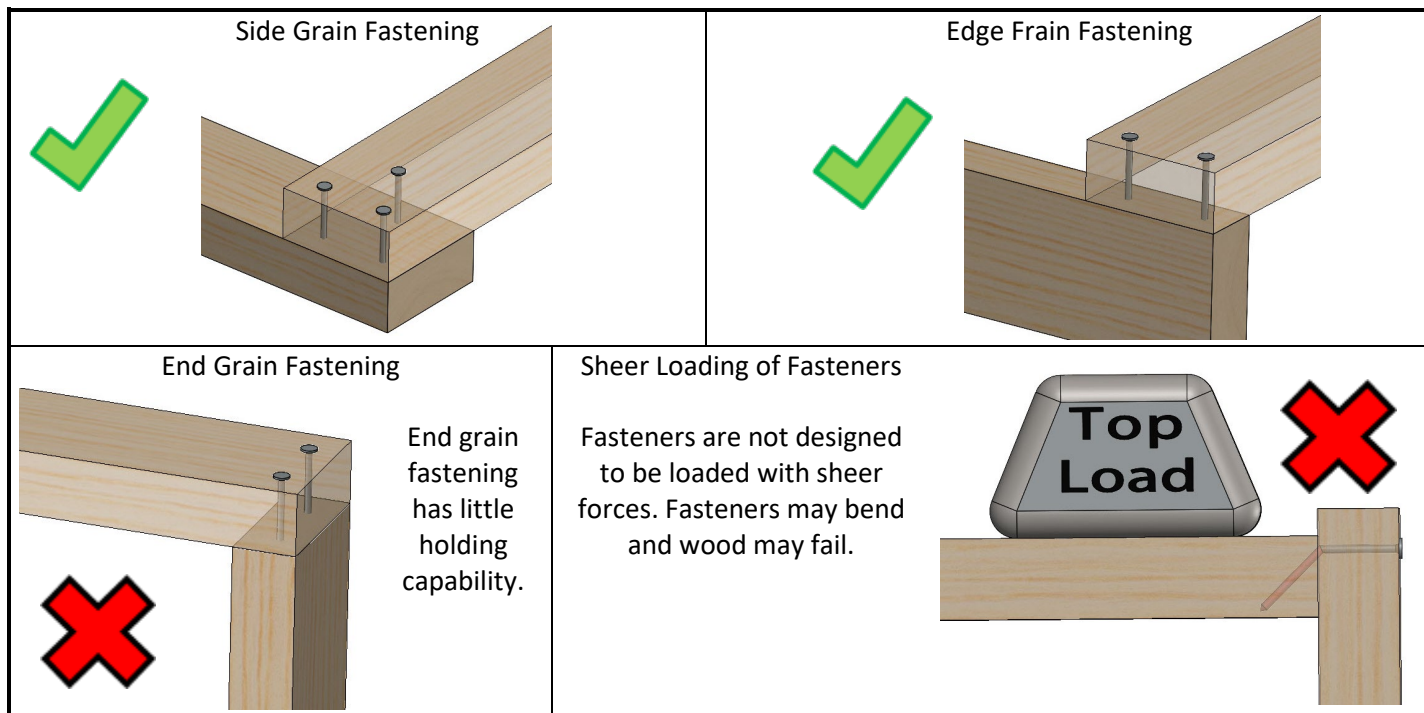 Side Grain Fastening
Edge Frain Fastening
End Grain Fastening
End grain
fastening
has little
holding
capability.
Sheer Loading of Fasteners
Fasteners are not designed
to be loaded with sheer
forces. Fasteners may bend
and wood may fail.
Top
Load